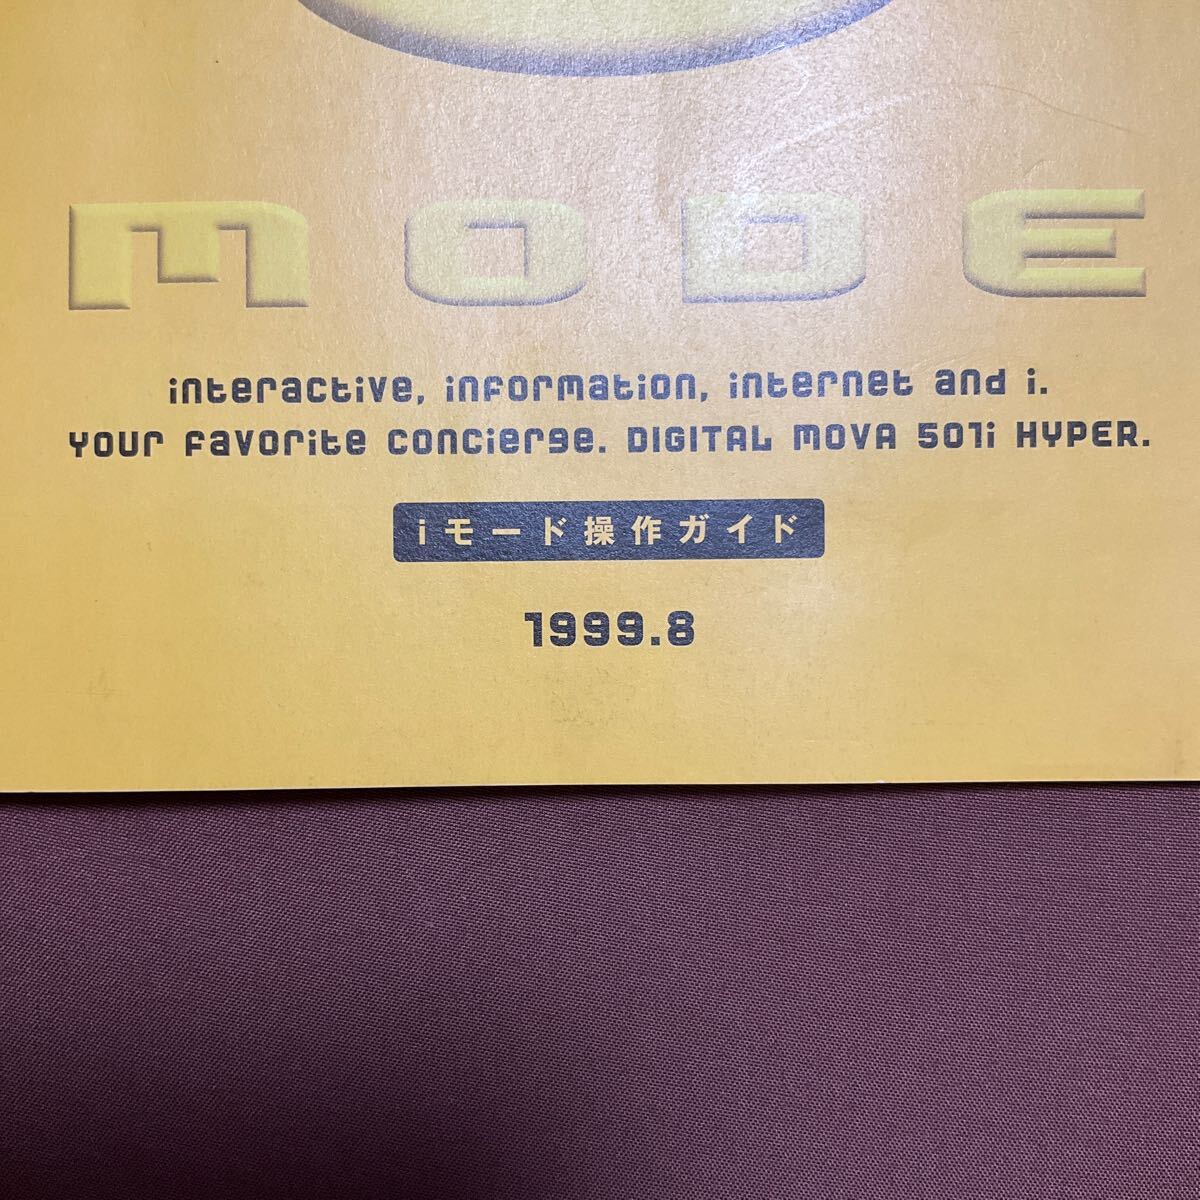 MODE
interactive, information, internet and i.
Your favorite concierge. DIGITAL MOVA 501i HYPER.
iモード操作ガイド
1999.8